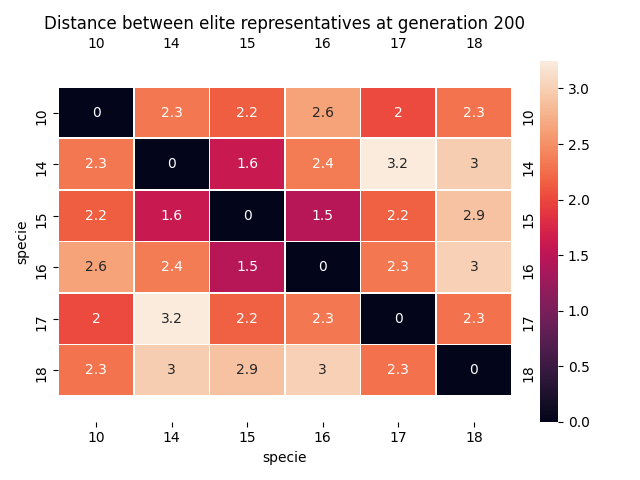 Distance between elite representatives at generation 200
10 14 15 16 17 18
10 0 2.3 2.2 2.6 2 2.3 10
14 2.3 0 1.6 2.4 3.2 3 14
15 2.2 1.6 0 1.5 2.2 2.9 15
16 2.6 2.4 1.5 0 2.3 3 16
17 2 3.2 2.2 2.3 0 2.3 17
18 2.3 3 2.9 3 2.3 0 18
specie
10 14 15 16 17 18
specie
3.0
2.5
2.0
1.5
1.0
0.5
0.0